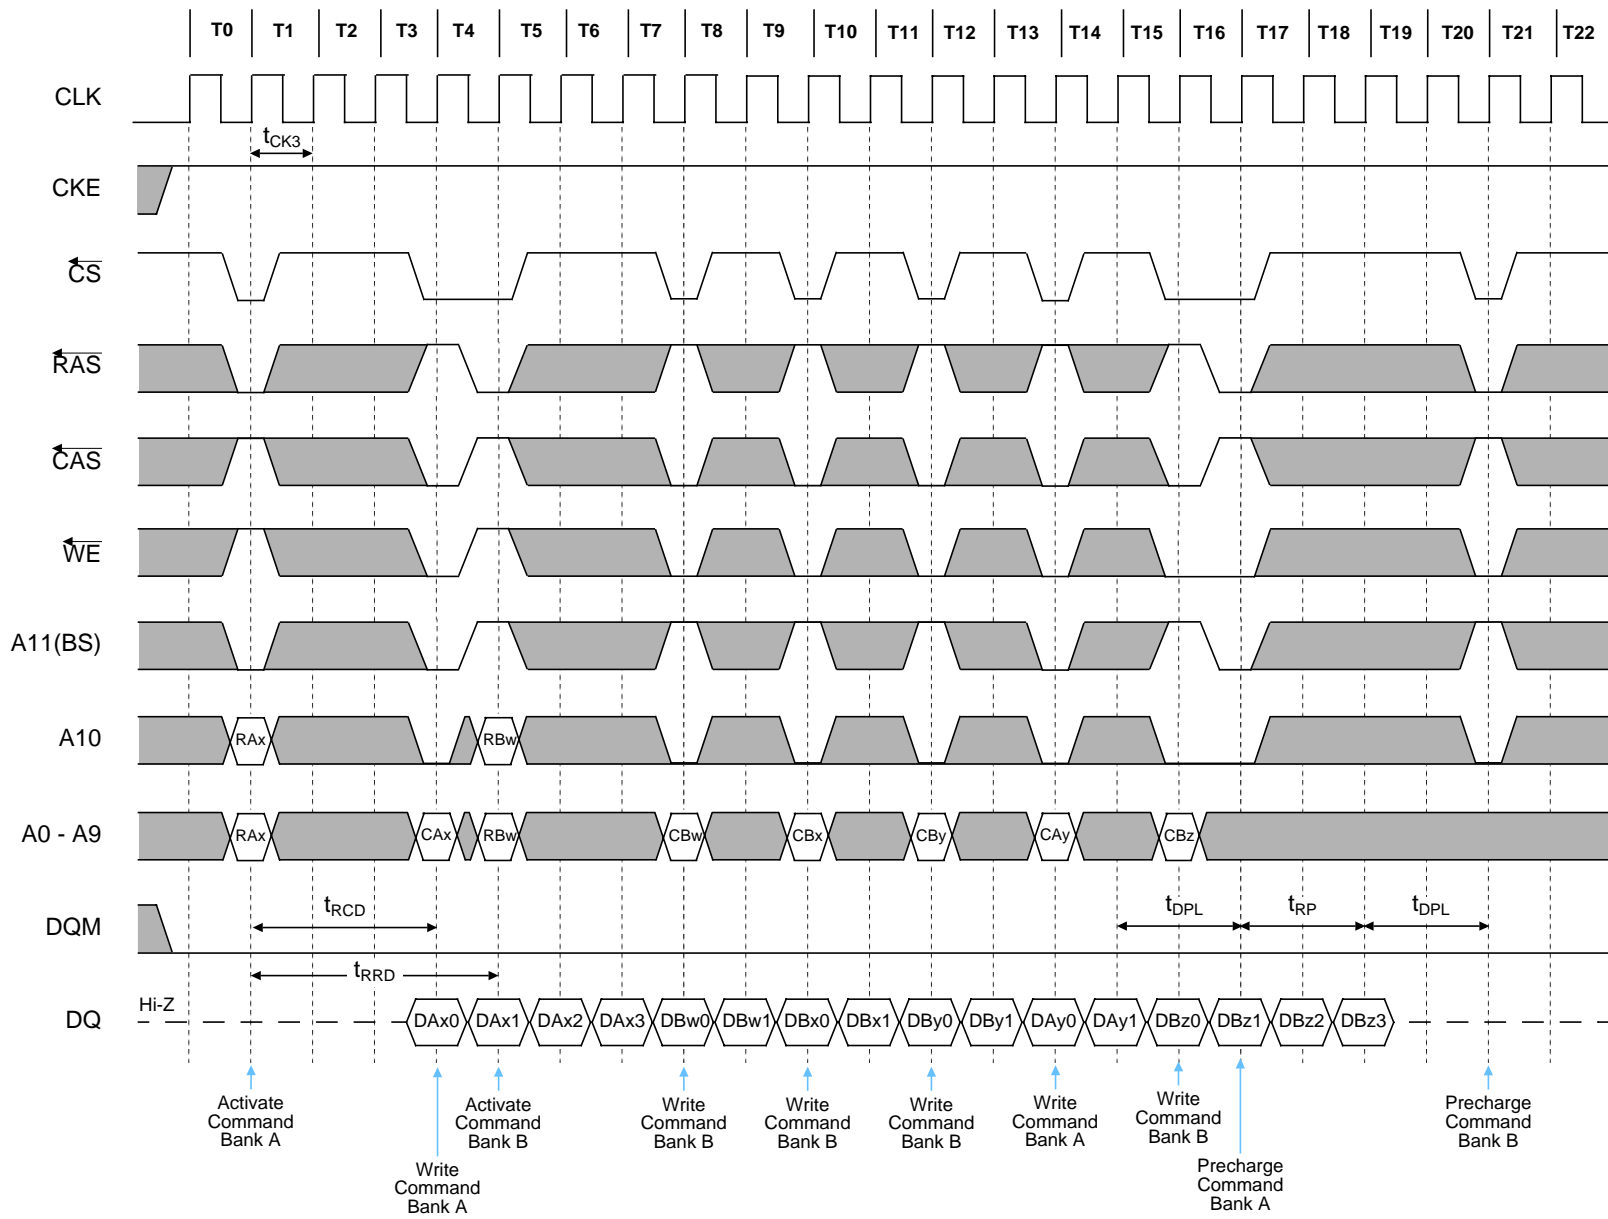 T0 T1 T2 T3 T4 T5 T6 T7 T8 T9 T10 T11 T12 T13 T14 T15 T16 T17 T18 T19 T20 T21 T22
CLK
tCK3
CKE
CS
RAS
CAS
WE
A11(BS)
A10 RAx RBw
A0 - A9 RAx CAx RBw CBw CBx CBy CAy CBz
tRCD tDPL tRP tDPL
DQM
tRRD
Hi-Z
DQ DAx0 DAx1 DAx2 DAx3 DBw0 DBw1 DBx0 DBx1 DBy0 DBy1 DAy0 DAy1 DBz0 DBz1 DBz2 DBz3
Activate
Command
Bank A
Write
Command
Bank A
Activate
Command
Bank B
Write
Command
Bank B
Write
Command
Bank B
Write
Command
Bank B
Write
Command
Bank A
Write
Command
Bank B
Precharge
Command
Bank A
Precharge
Command
Bank B